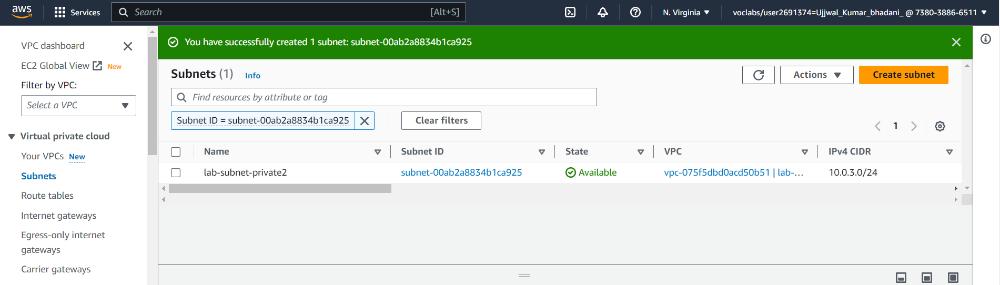 aws
Services
Search
[Alt+S]
N. Virginia
voclabs/user2691374=Ujjwal_Kumar_bhadani_ @ 7380-3886-6511
VPC dashboard
EC2 Global View New
Filter by VPC:
Select a VPC
Virtual private cloud
Your VPCs New
Subnets
Route tables
Internet gateways
Egress-only internet
gateways
Carrier gateways
You have successfully created 1 subnet: subnet-00ab2a8834b1ca925
Subnets (1) Info
Actions
Create subnet
Find resources by attribute or tag
Subnet ID = subnet-00ab2a8834b1ca925
Clear filters
1
Name Subnet ID State VPC IPv4 CIDR
lab-subnet-private2 subnet-00ab2a8834b1ca925 Available vpc-075f5dbd0acd50b51 | lab-... 10.0.3.0/24